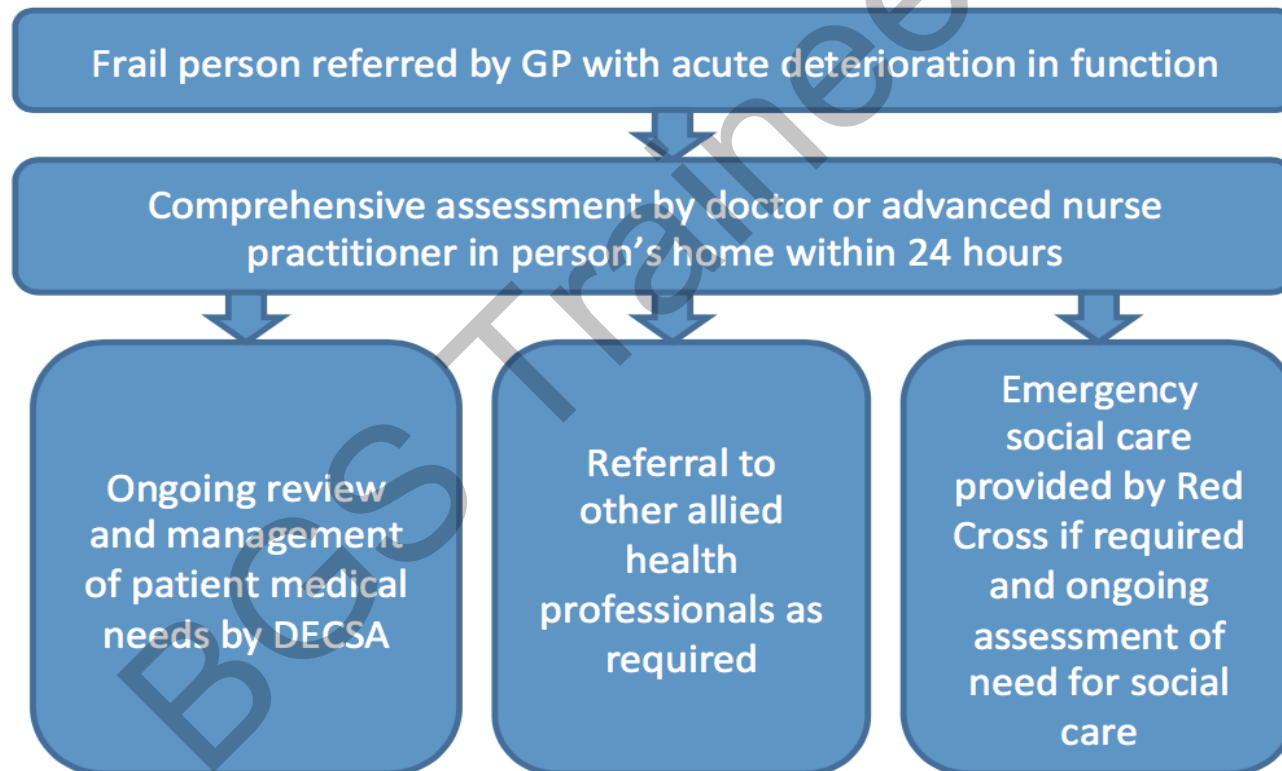 Frail person referred by GP with acute deterioration in function
Comprehensive assessment by doctor or advanced nurse
practitioner in person's home within 24 hours
Ongoing review
and management
of patient medical
needs by DECSA
Referral to
other allied
health
professionals as
required
Emergency
social care
provided by Red
Cross if required
and ongoing
assessment of
need for social
care
BGS Trainee